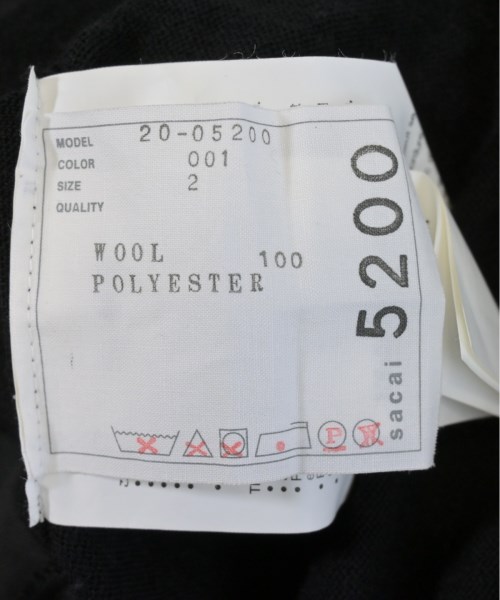 MODEL 20-05200
COLOR 001
SIZE 2
QUALITY
WOOL 100
POLYESTER
P
W
sacai 5200